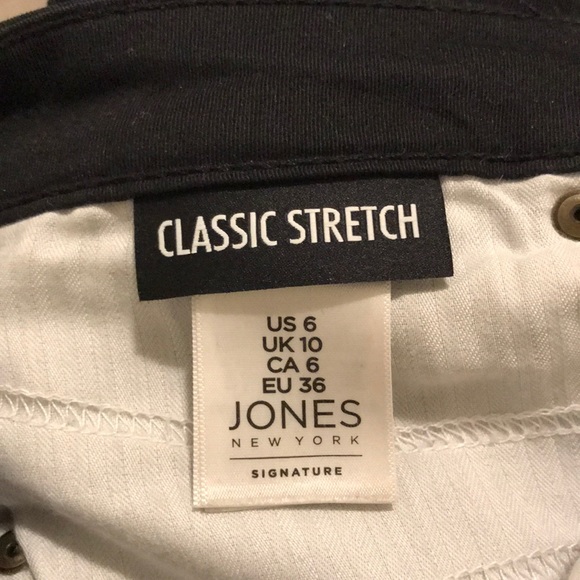 CLASSIC STRETCH
US 6
UK 10
CA 6
EU 36
JONES
NEW YORK
SIGNATURE